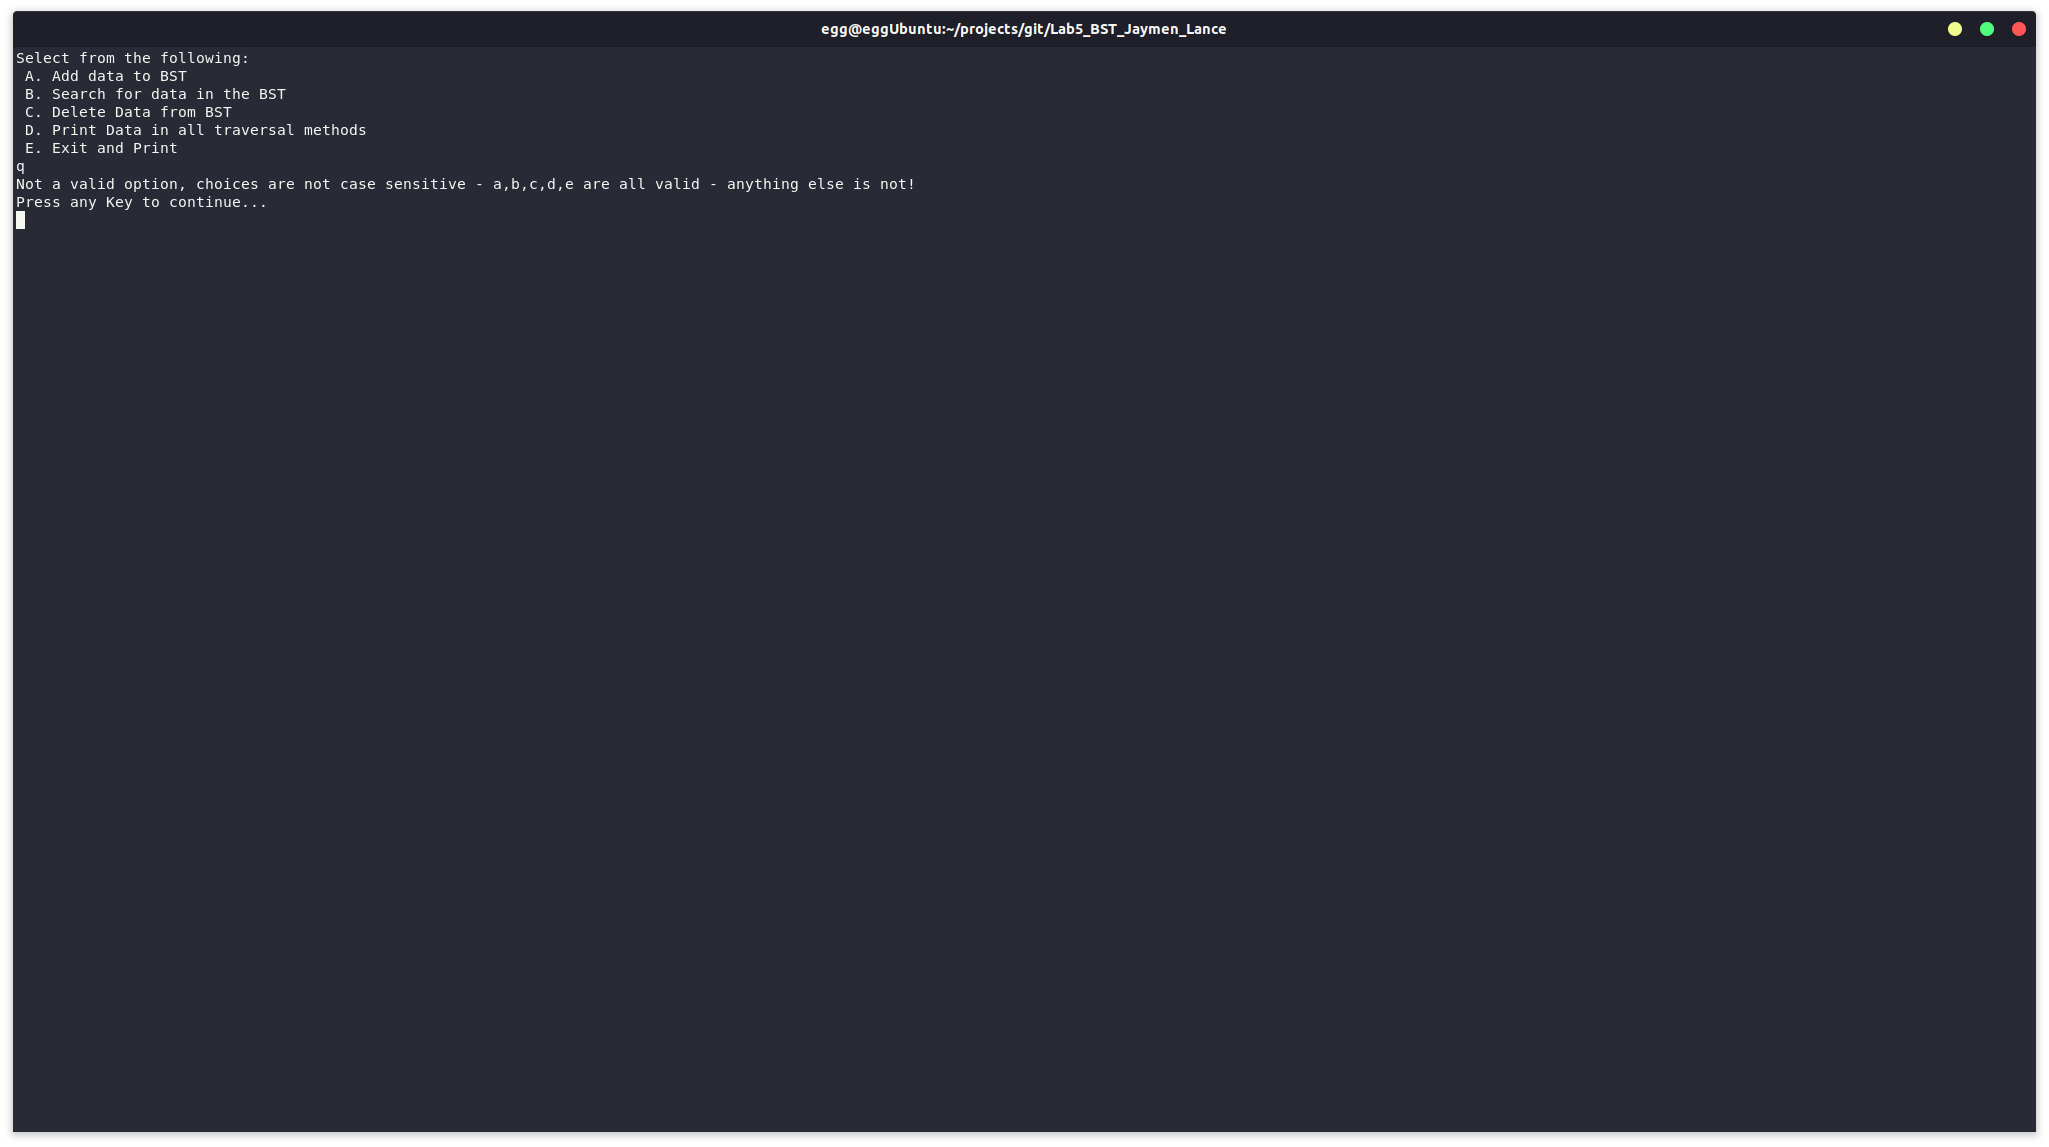 egg@eggUbuntu:~/projects/git/Lab5_BST_Jaymen_Lance
Select from the following:
 A. Add data to BST
 B. Search for data in the BST
 C. Delete Data from BST
 D. Print Data in all traversal methods
 E. Exit and Print
q
Not a valid option, choices are not case sensitive - a,b,c,d,e are all valid - anything else is not!
Press any Key to continue...